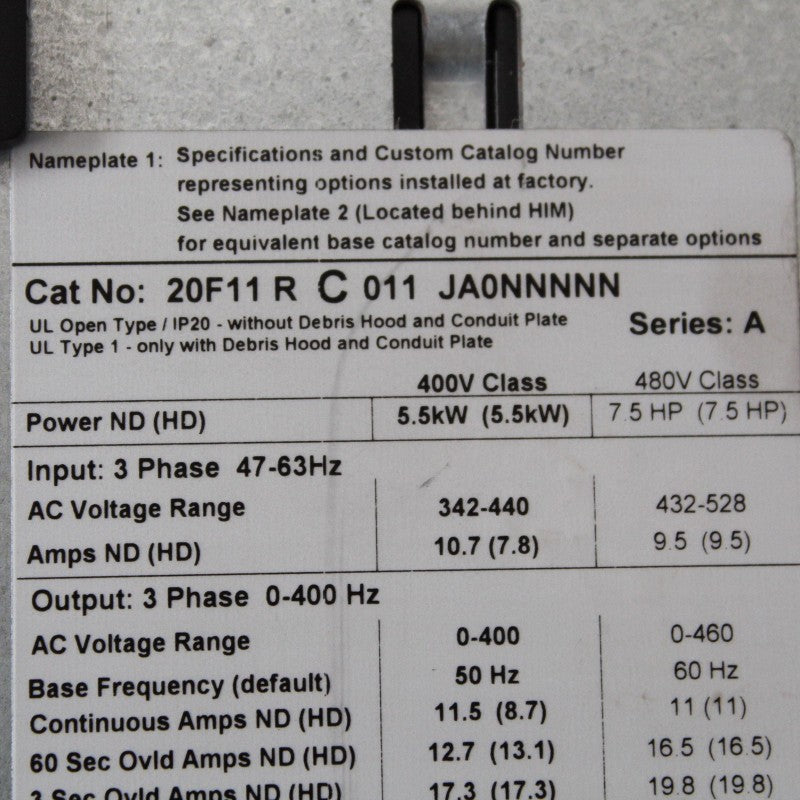 Nameplate 1: Specifications and Custom Catalog Number
representing options installed at factory.
See Nameplate 2 (Located behind HIM)
for equivalent base catalog number and separate options
Cat No: 20F11 R C 011 JA0NNNNN
UL Open Type / IP20 - without Debris Hood and Conduit Plate
UL Type 1 - only with Debris Hood and Conduit Plate
Series: A
400V Class 480V Class
Power ND (HD) 5.5kW (5.5kW) 7.5 HP (7.5 HP)
Input: 3 Phase 47-63Hz
AC Voltage Range 342-440 432-528
Amps ND (HD) 10.7 (7.8) 9.5 (9.5)
Output: 3 Phase 0-400 Hz
AC Voltage Range 0-400 0-460
Base Frequency (default) 50 Hz 60 Hz
Continuous Amps ND (HD) 11.5 (8.7) 11 (11)
60 Sec Ovld Amps ND (HD) 12.7 (13.1) 16.5 (16.5)
3 Sec Ovld Amps ND (HD) 17.3 (17.3) 19.8 (19.8)